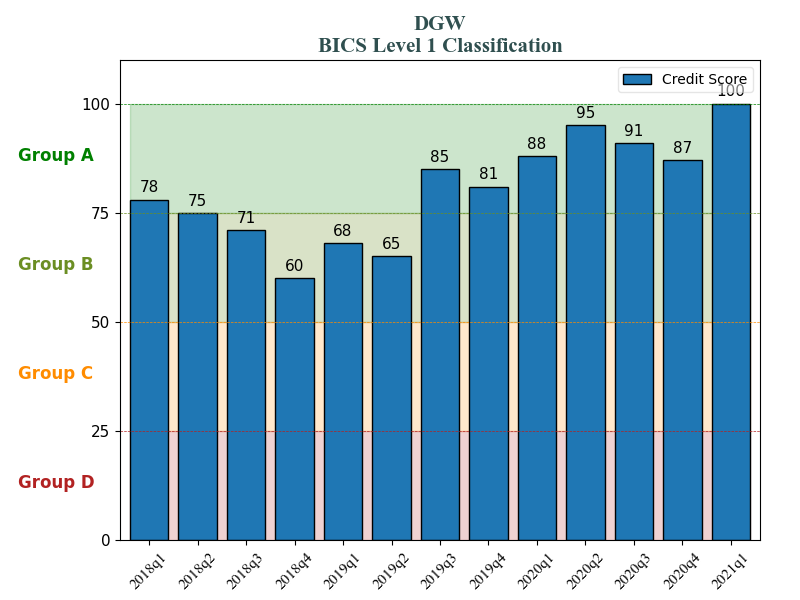 DGW
BICS Level 1 Classification
Credit Score
100
75
50
25
0
Group A
Group B
Group C
Group D
78
75
71
60
68
65
85
81
88
95
91
87
100
2018q1
2018q2
2018q3
2018q4
2019q1
2019q2
2019q3
2019q4
2020q1
2020q2
2020q3
2020q4
2021q1